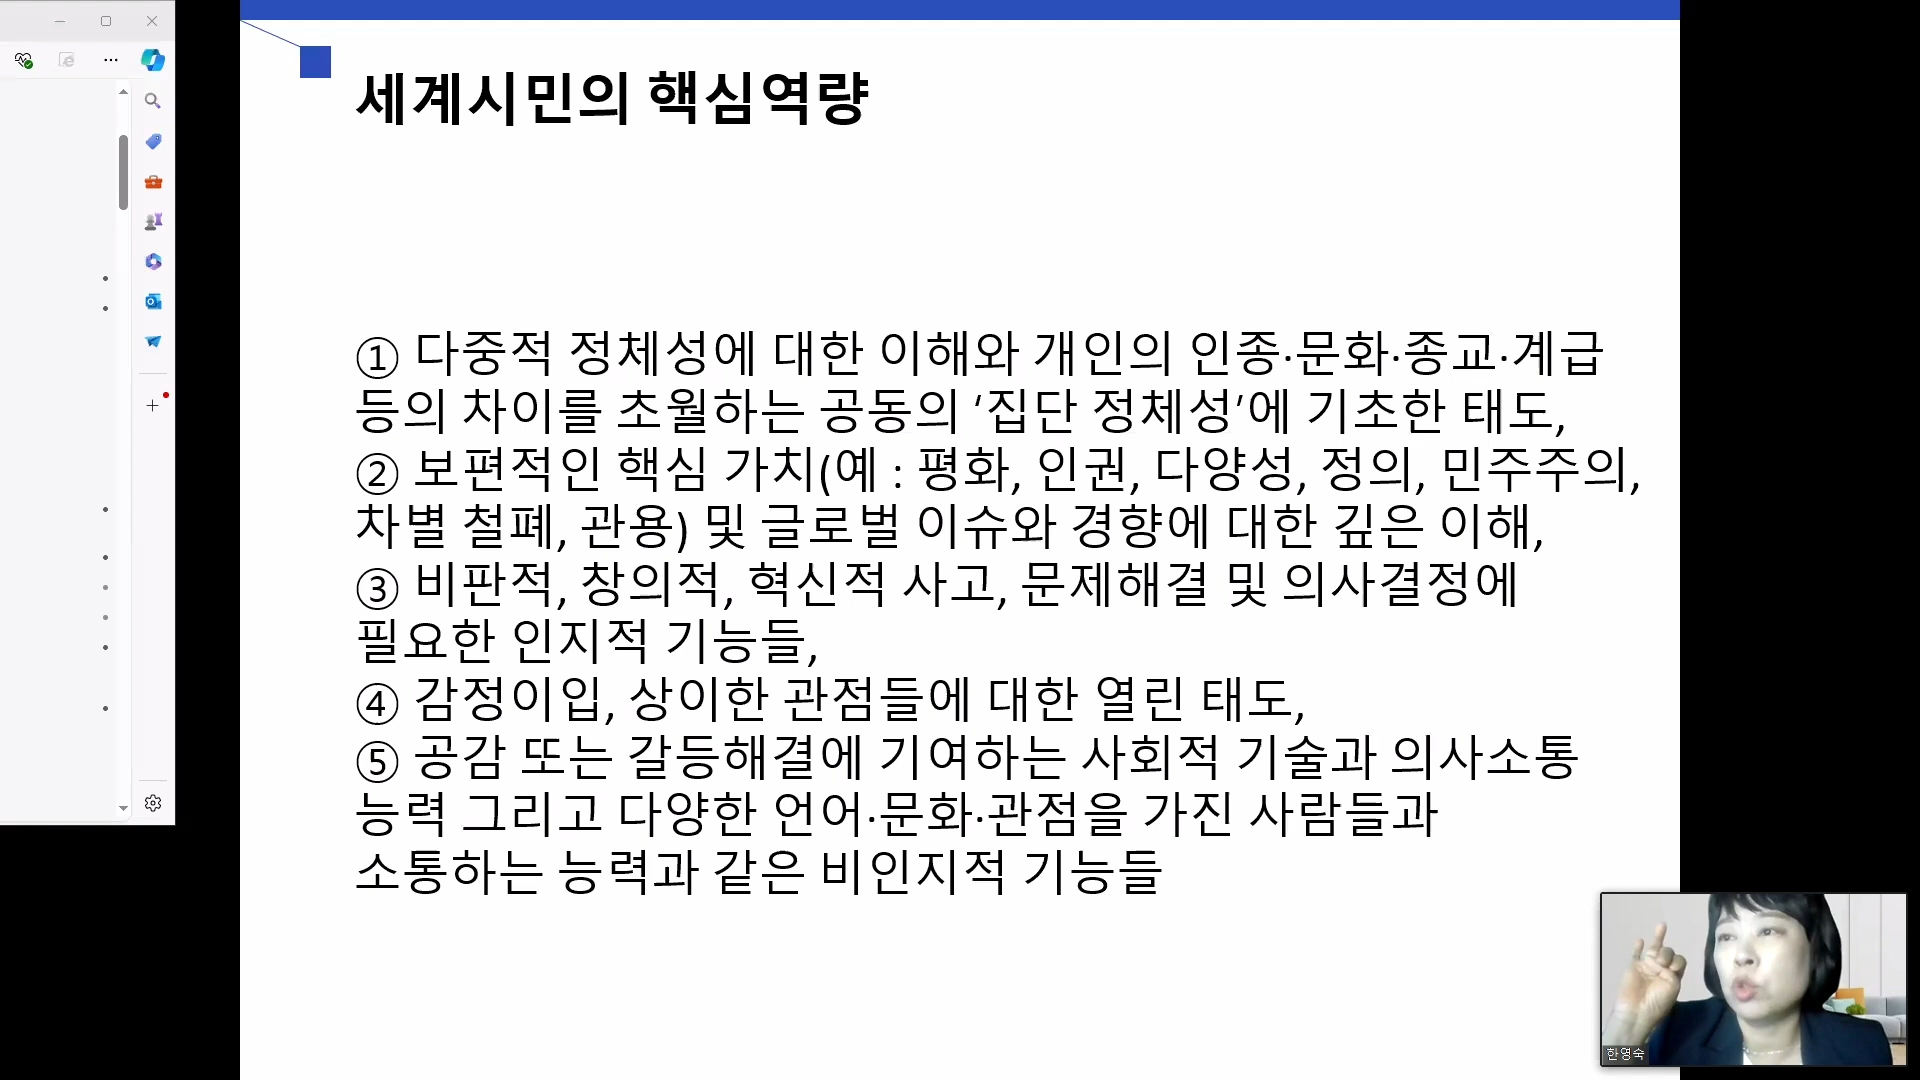 세계시민의 핵심역량
① 다중적 정체성에 대한 이해와 개인의 인종·문화·종교·계급
등의 차이를 초월하는 공동의 ‘집단 정체성’에 기초한 태도,
② 보편적인 핵심 가치(예 : 평화, 인권, 다양성, 정의, 민주주의,
차별 철폐, 관용) 및 글로벌 이슈와 경향에 대한 깊은 이해,
③ 비판적, 창의적, 혁신적 사고, 문제해결 및 의사결정에
필요한 인지적 기능들,
④ 감정이입, 상이한 관점들에 대한 열린 태도,
⑤ 공감 또는 갈등해결에 기여하는 사회적 기술과 의사소통
능력 그리고 다양한 언어·문화·관점을 가진 사람들과
소통하는 능력과 같은 비인지적 기능들
한영숙